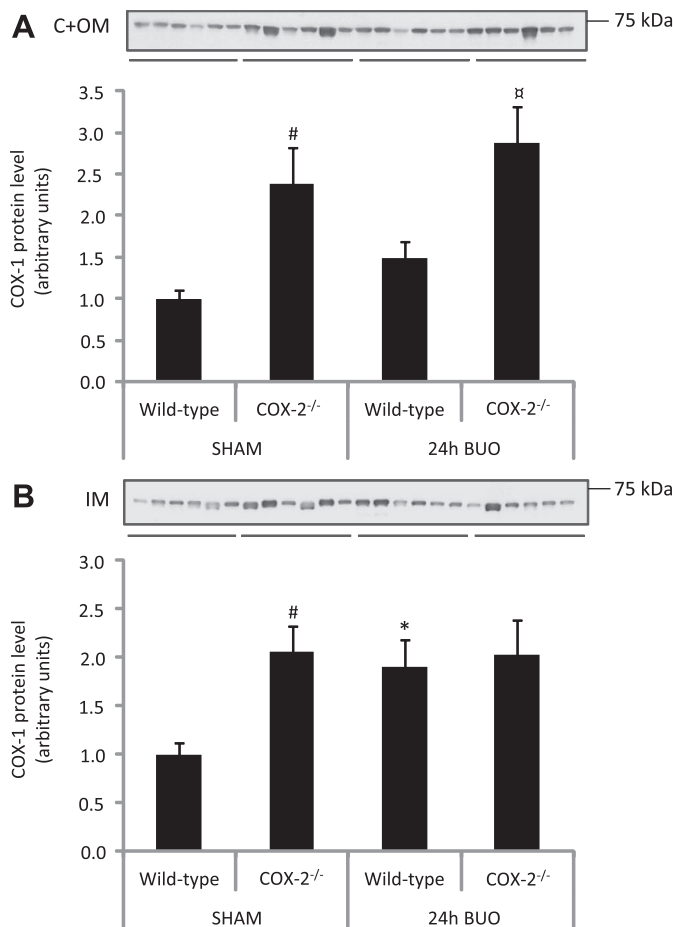 A C+OM 75 kDa
COX-1 protein level
(arbitrary units)
3.5
3.0
2.5
2.0
1.5
1.0
0.5
0.0
# ¤
Wild-type COX-2-/- Wild-type COX-2-/-
SHAM 24h BUO
B IM 75 kDa
COX-1 protein level
(arbitrary units)
3.0
2.5
2.0
1.5
1.0
0.5
0.0
# *
Wild-type COX-2-/- Wild-type COX-2-/-
SHAM 24h BUO